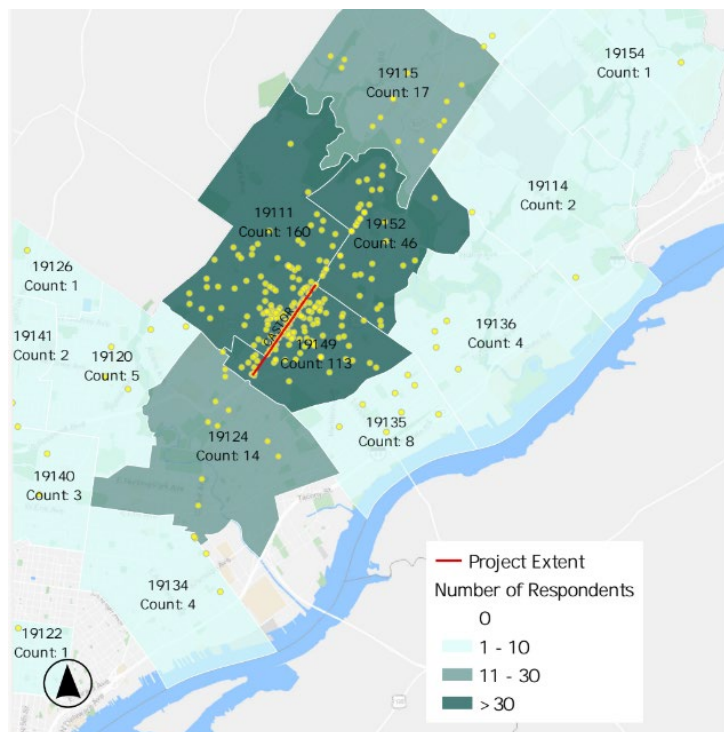 19154
Count: 1
19115
Count: 17
19114
Count: 2
19111
Count: 160
19152
Count: 46
19126
Count: 1
19141
Count: 2
19120
Count: 5
CASTOR
19149
Count: 113
19136
Count: 4
19135
Count: 8
19124
Count: 14
19140
Count: 3
19134
Count: 4
19122
Count: 1
Project Extent
Number of Respondents
0
1 - 10
11 - 30
>30